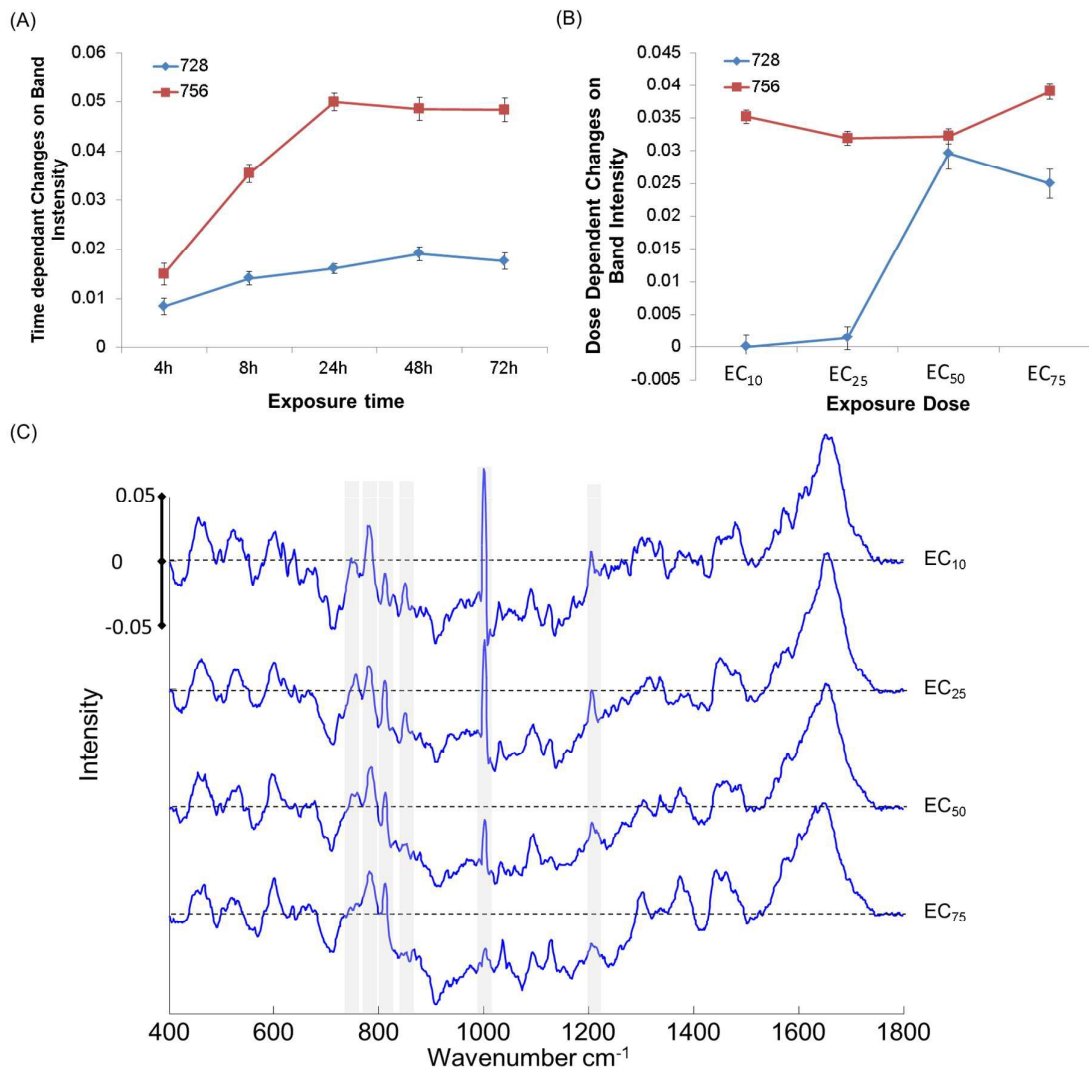 (A)
Time dependant Changes on Band
Instensity
0.06
0.05
0.04
0.03
0.02
0.01
0
728
756
4h
8h
24h
48h
72h
Exposure time
(B)
Dose Dependent Changes on
Band Intensity
0.045
0.04
0.035
0.03
0.025
0.02
0.015
0.01
0.005
0
-0.005
728
756
EC10
EC25
EC50
EC75
Exposure Dose
(C)
0.05
0
-0.05
Intensity
EC10
EC25
EC50
EC75
400
600
800
1000
1200
1400
1600
1800
Wavenumber cm-1